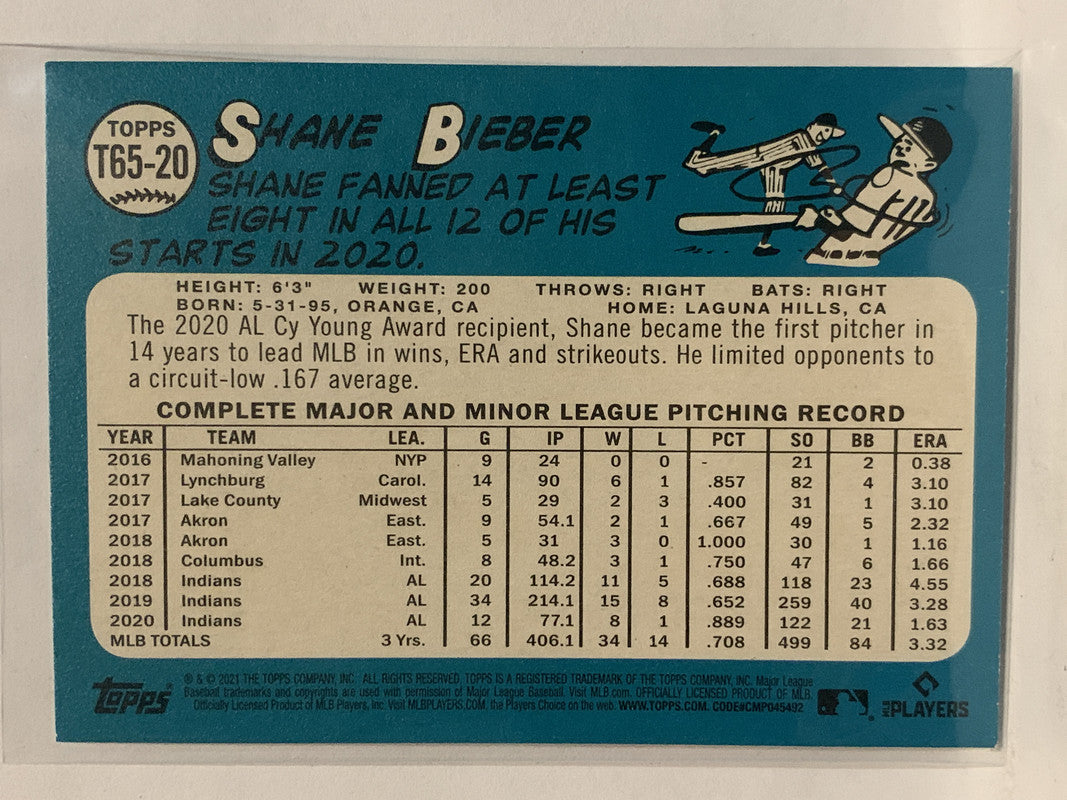 TOPPS
T65-20
SHANE BIEBER
SHANE FANNED AT LEAST
EIGHT IN ALL 12 OF HIS
STARTS IN 2020.
HEIGHT: 6'3" WEIGHT: 200 THROWS: RIGHT BATS: RIGHT
BORN: 5-31-95, ORANGE, CA HOME: LAGUNA HILLS, CA
The 2020 AL Cy Young Award recipient, Shane became the first pitcher in
14 years to lead MLB in wins, ERA and strikeouts. He limited opponents to
a circuit-low .167 average.
COMPLETE MAJOR AND MINOR LEAGUE PITCHING RECORD
YEAR TEAM LEA. G IP W L PCT SO BB ERA
2016 Mahoning Valley NYP 9 24 0 0 - 21 2 0.38
2017 Lynchburg Carol. 14 90 6 1 .857 82 4 3.10
2017 Lake County Midwest 5 29 2 3 .400 31 1 3.10
2017 Akron East. 9 54.1 2 1 .667 49 5 2.32
2018 Akron East. 5 31 3 0 1.000 30 1 1.16
2018 Columbus Int. 8 48.2 3 1 .750 47 6 1.66
2018 Indians AL 20 114.2 11 5 .688 118 23 4.55
2019 Indians AL 34 214.1 15 8 .652 259 40 3.28
2020 Indians AL 12 77.1 8 1 .889 122 21 1.63
MLB TOTALS 3 Yrs. 66 406.1 34 14 .708 499 84 3.32
topps
® & © 2021 THE TOPPS COMPANY, INC. ALL RIGHTS RESERVED. TOPPS IS A REGISTERED TRADEMARK OF THE TOPPS COMPANY, INC. Major League
Baseball trademarks and copyrights are used with permission of Major League Baseball. Visit MLB.com. OFFICIALLY LICENSED PRODUCT OF MLB
Officially Licensed Product of MLB Players, Inc. Visit MLBPLAYERS.COM, the Players Choice on the web. WWW.TOPPS.COM. CODE#CMP045492
MLB PLAYERS